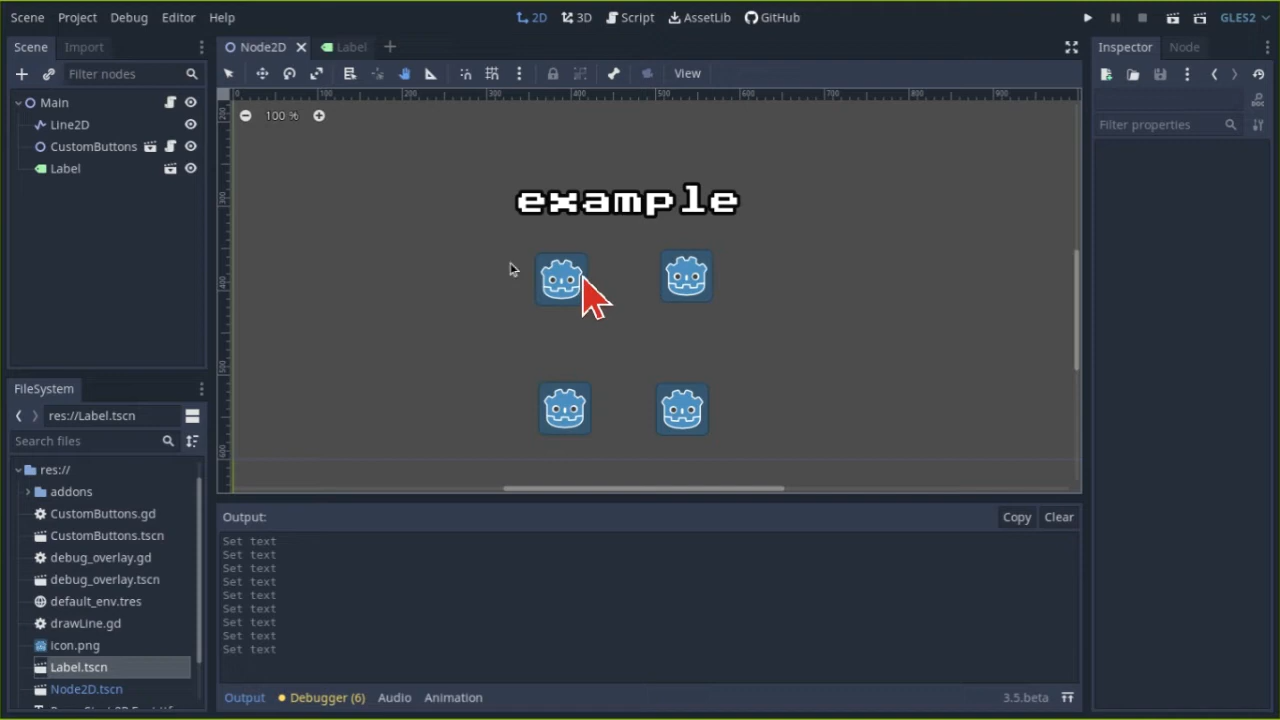 Scene Project Debug Editor Help 2D 3D Script AssetLib GitHub GLES2
Scene Import Node2D Label Inspector Node
Filter nodes View
Main 100 % Filter properties
Line2D
CustomButtons
Label
example
FileSystem
res://Label.tscn
Search files
res://
addons
CustomButtons.gd
CustomButtons.tscn
debug_overlay.gd
debug_overlay.tscn
default_env.tres
drawLine.gd
icon.png
Label.tscn
Node2D.tscn
Output: Copy Clear
Set text
Set text
Set text
Set text
Set text
Set text
Set text
Set text
Set text
Output Debugger (6) Audio Animation 3.5.beta